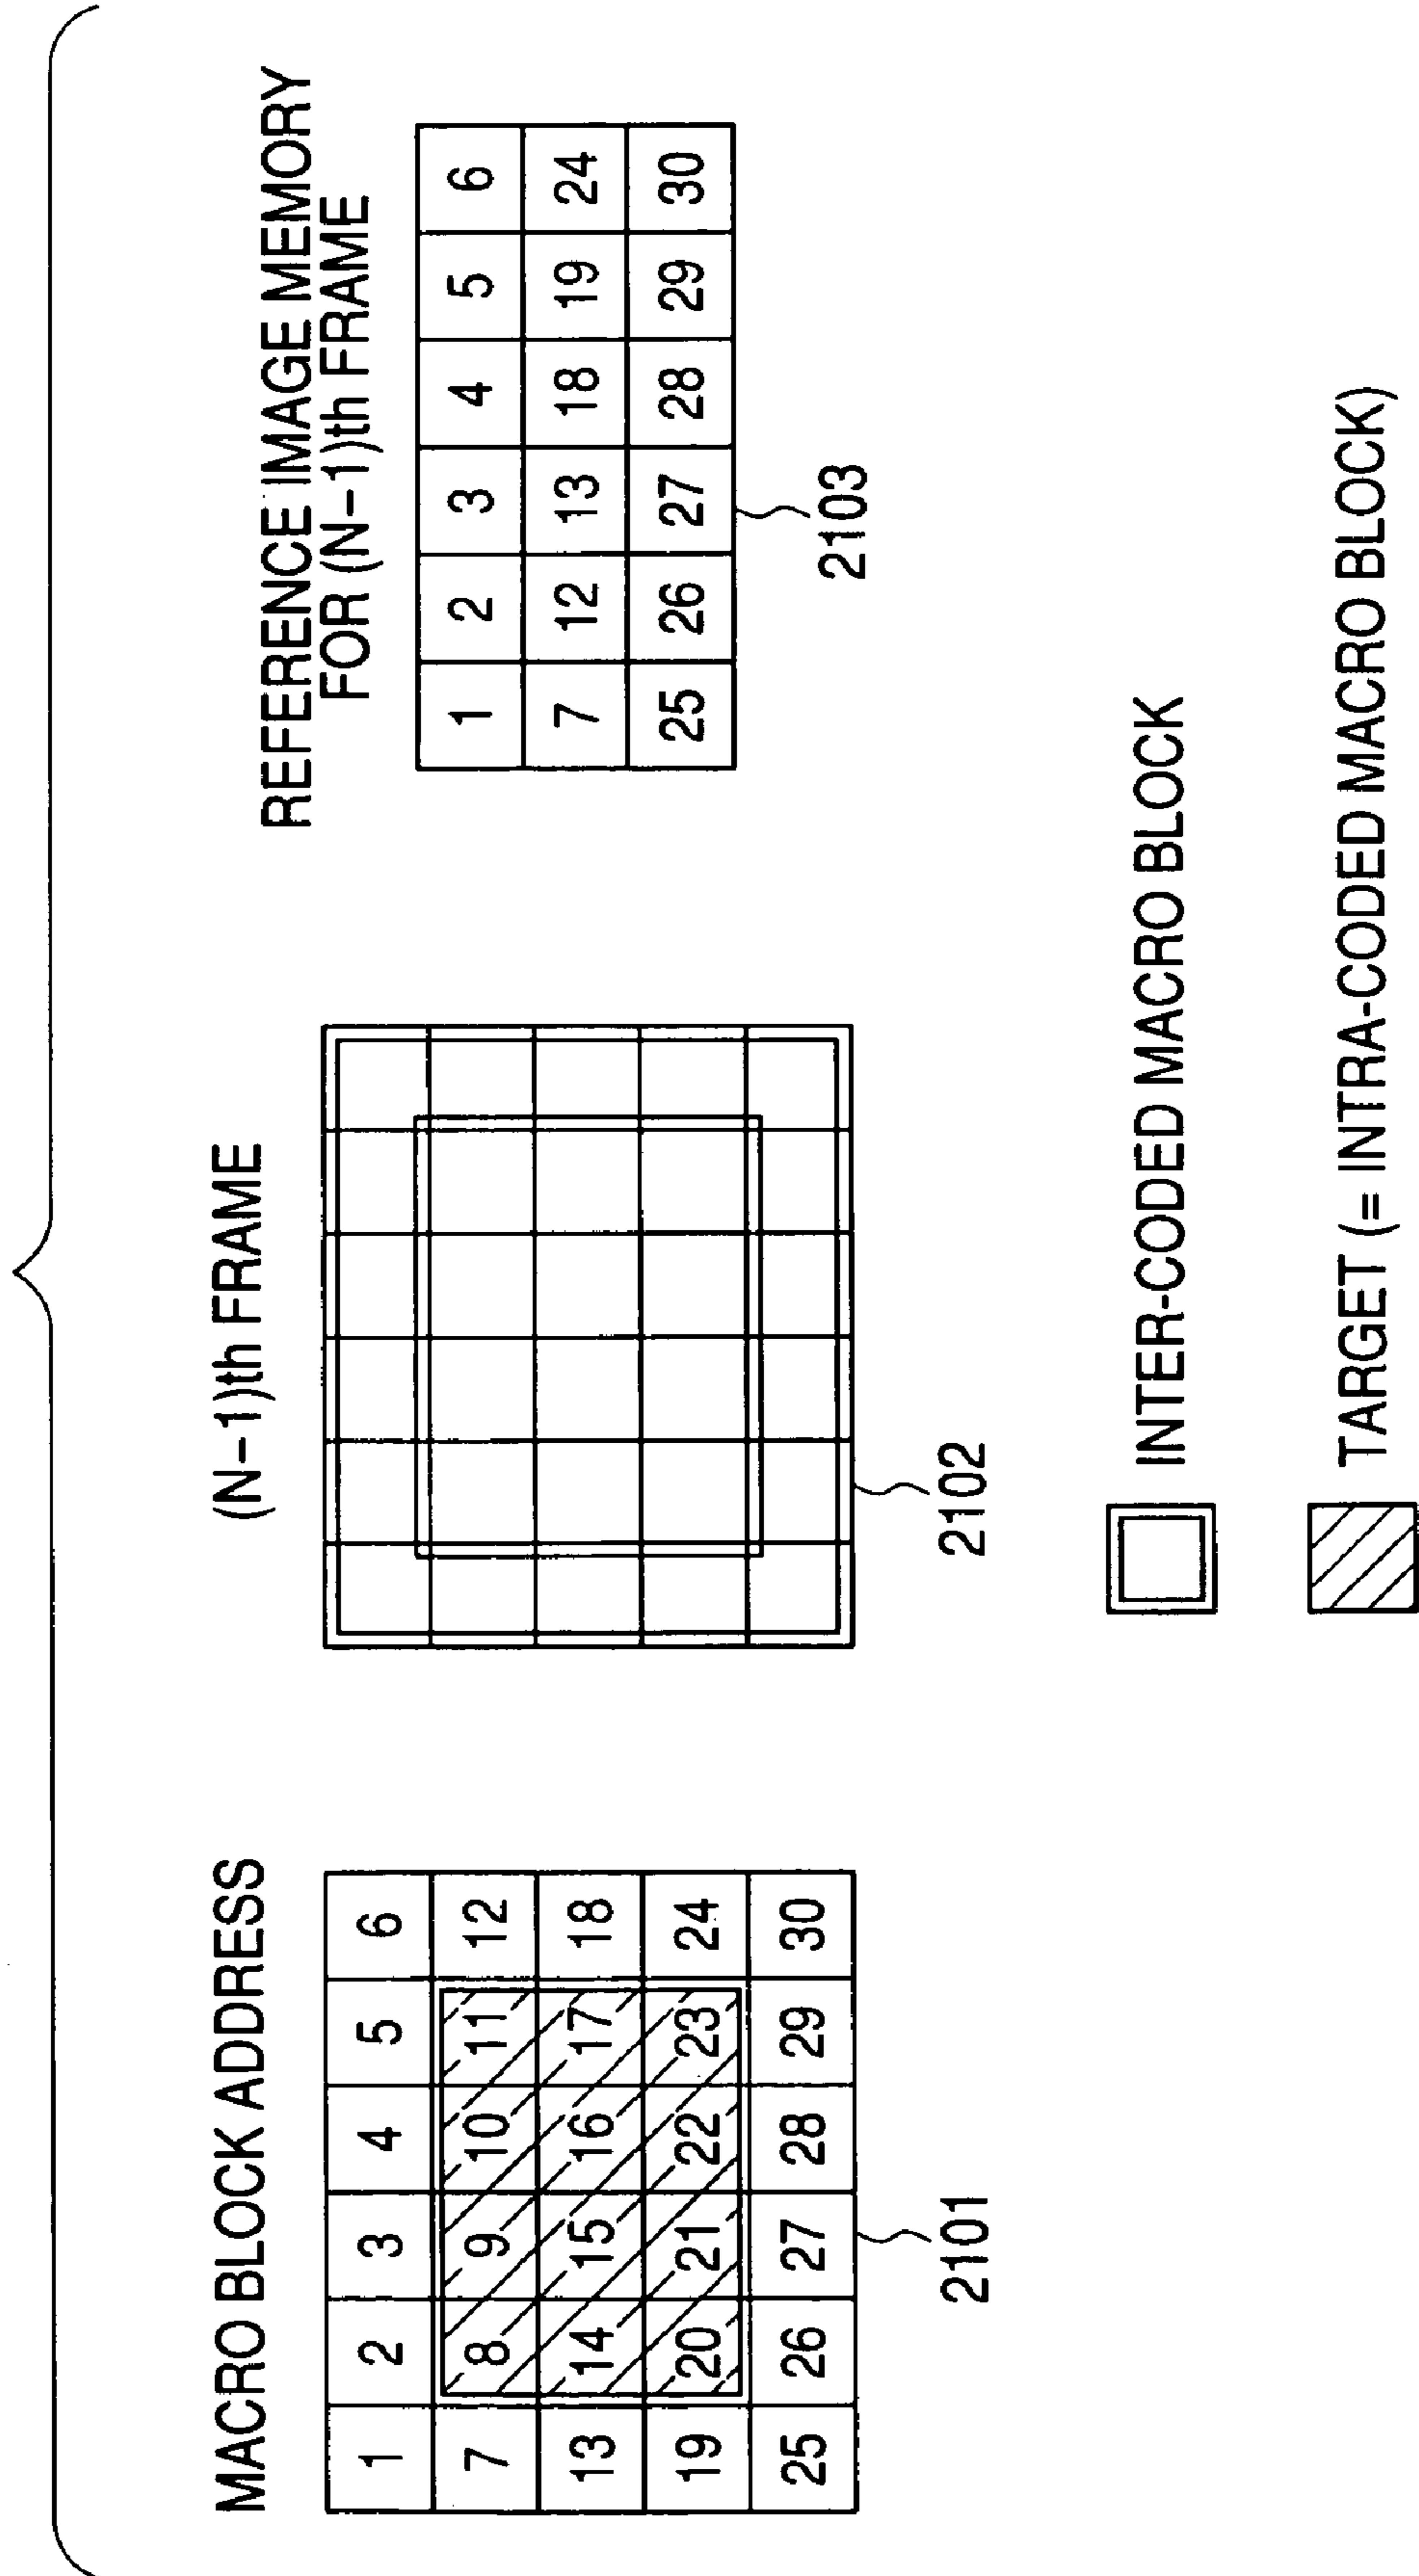 MACRO BLOCK ADDRESS
1 2 3 4 5 6
7 8 9 10 11 12
13 14 15 16 17 18
19 20 21 22 23 24
25 26 27 28 29 30
2101
(N−1)th FRAME
2102
REFERENCE IMAGE MEMORY
FOR (N−1)th FRAME
1 2 3 4 5 6
7 12 13 18 19 24
25 26 27 28 29 30
2103
INTER-CODED MACRO BLOCK
TARGET (= INTRA-CODED MACRO BLOCK)